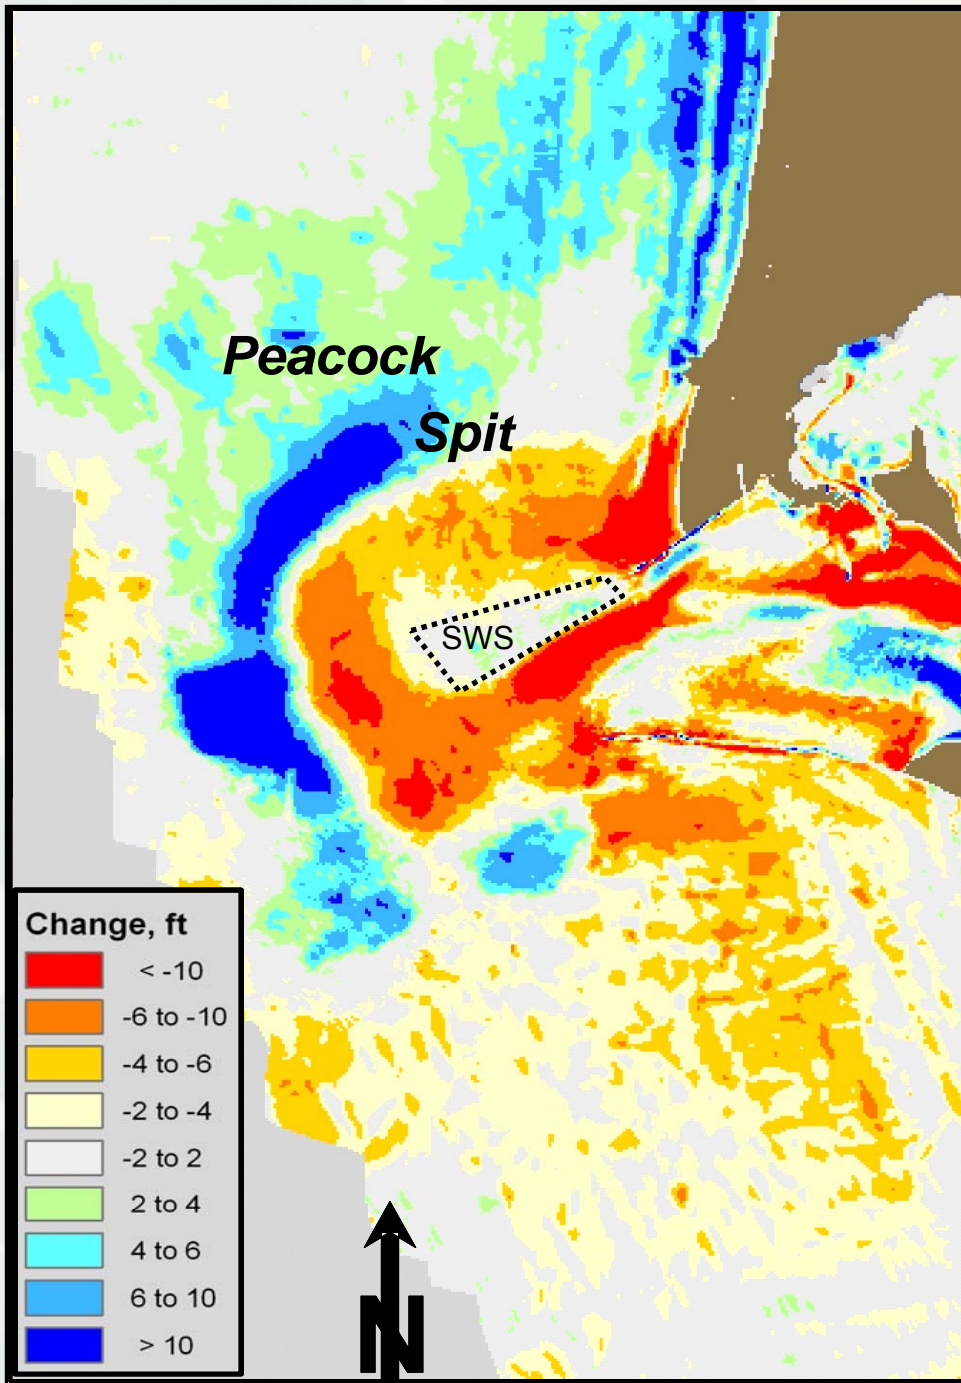 Peacock
Spit
SWS
Change, ft
< -10
-6 to -10
-4 to -6
-2 to -4
-2 to 2
2 to 4
4 to 6
6 to 10
> 10
N